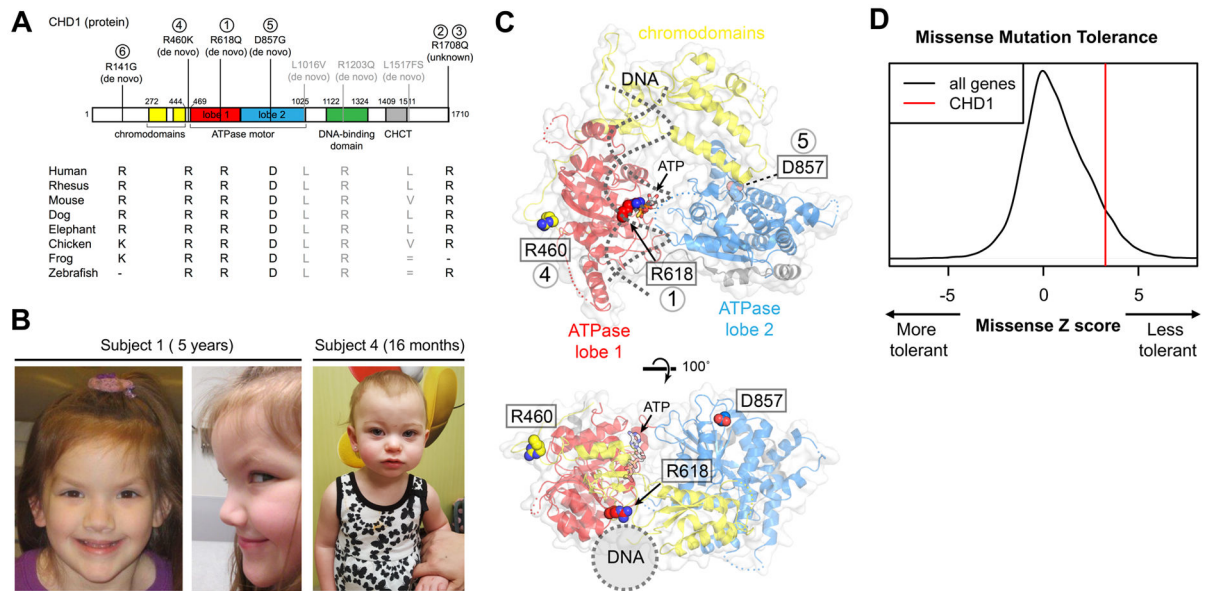 A
CHD1 (protein)
④ ① ⑤ ② ③
R460K R618Q D857G R1708Q
(de novo) (de novo) (de novo) (unknown)
⑥
R141G
(de novo)
L1016V R1203Q L1517FS
(de novo) (de novo) (de novo)
272 444 469 1025 1122 1324 1409 1511
1 lobe 1 lobe 2 1710
chromodomains ATPase motor DNA-binding domain CHCT
Human R R R D L R L R
Rhesus R R R D L R L R
Mouse R R R D L R V R
Dog R R R D L R L R
Elephant R R R D L R L R
Chicken K R R D L R V R
Frog K R R D L R = -
Zebrafish - R R D L R = R
B
Subject 1 ( 5 years) Subject 4 (16 months)
C
chromodomains
DNA
⑤
D857
ATP
R460
④
R618
①
ATPase
lobe 1
ATPase
lobe 2
100°
R460
ATP
D857
R618
DNA
D
Missense Mutation Tolerance
all genes
CHD1
-5 0 5
More
tolerant
Missense Z score
Less
tolerant